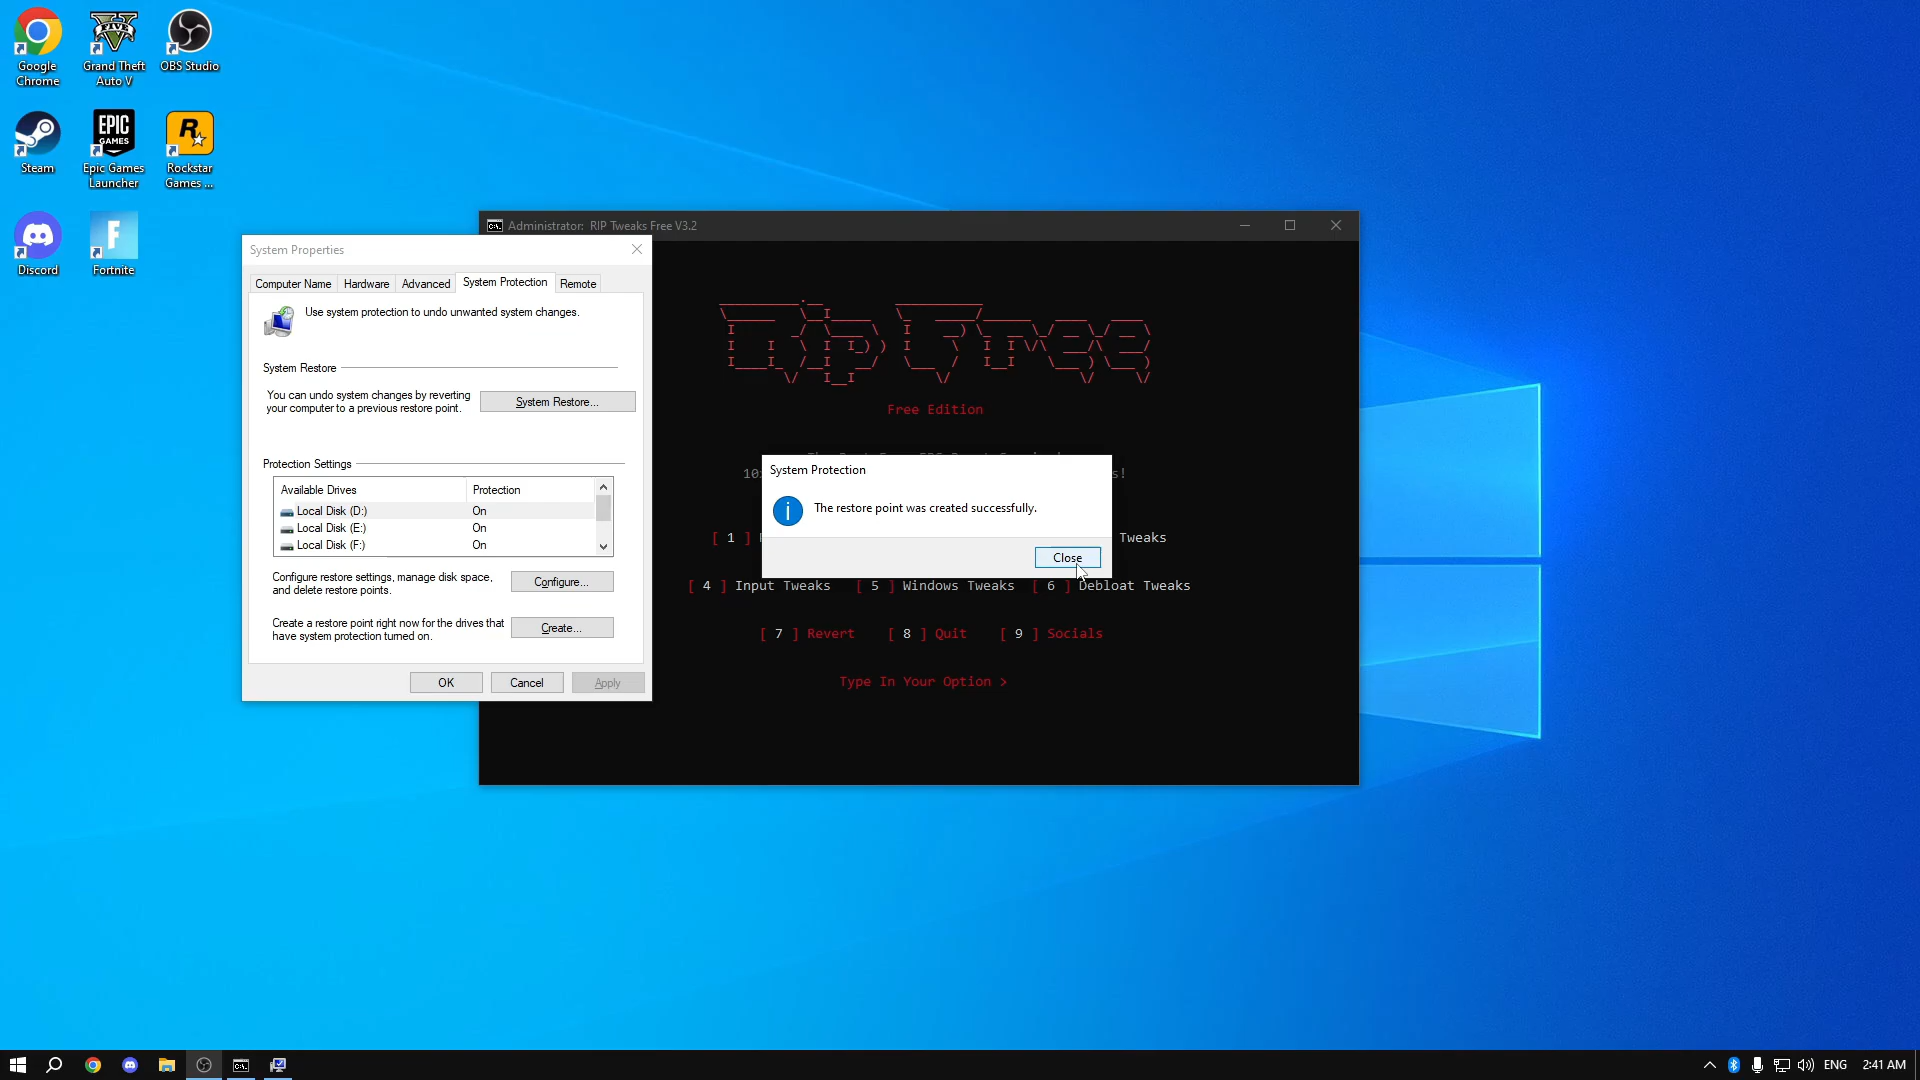 Google
Chrome
Grand Theft
Auto V
OBS Studio
Steam
Epic Games
Launcher
Rockstar
Games ...
Discord
Fortnite
EPIC
GAMES
Administrator: RIP Tweaks Free V3.2
Free Edition
[ 1 ]
Tweaks
[ 4 ] Input Tweaks [ 5 ] Windows Tweaks [ 6 ] Debloat Tweaks
[ 7 ] Revert [ 8 ] Quit [ 9 ] Socials
Type In Your Option >
System Properties
Computer Name Hardware Advanced System Protection Remote
Use system protection to undo unwanted system changes.
System Restore
You can undo system changes by reverting
your computer to a previous restore point.
System Restore...
Protection Settings
Available Drives Protection
Local Disk (D:) On
Local Disk (E:) On
Local Disk (F:) On
Configure restore settings, manage disk space,
and delete restore points.
Configure...
Create a restore point right now for the drives that
have system protection turned on.
Create...
OK Cancel Apply
System Protection
The restore point was created successfully.
Close
ENG 2:41 AM